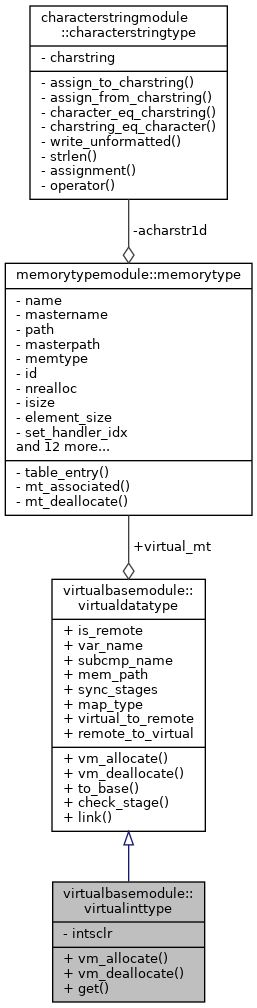 characterstringmodule
::characterstringtype
- charstring
- assign_to_charstring()
- assign_from_charstring()
- character_eq_charstring()
- charstring_eq_character()
- write_unformatted()
- strlen()
- assignment()
- operator()
-acharstr1d
memorytypemodule::memorytype
- name
- mastername
- path
- masterpath
- memtype
- id
- nrealloc
- isize
- element_size
- set_handler_idx
and 12 more...
- table_entry()
- mt_associated()
- mt_deallocate()
+virtual_mt
virtualbasemodule::
virtualdatatype
+ is_remote
+ var_name
+ subcmp_name
+ mem_path
+ sync_stages
+ map_type
+ virtual_to_remote
+ remote_to_virtual
+ vm_allocate()
+ vm_deallocate()
+ to_base()
+ check_stage()
+ link()
virtualbasemodule::
virtualinttype
- intsclr
+ vm_allocate()
+ vm_deallocate()
+ get()